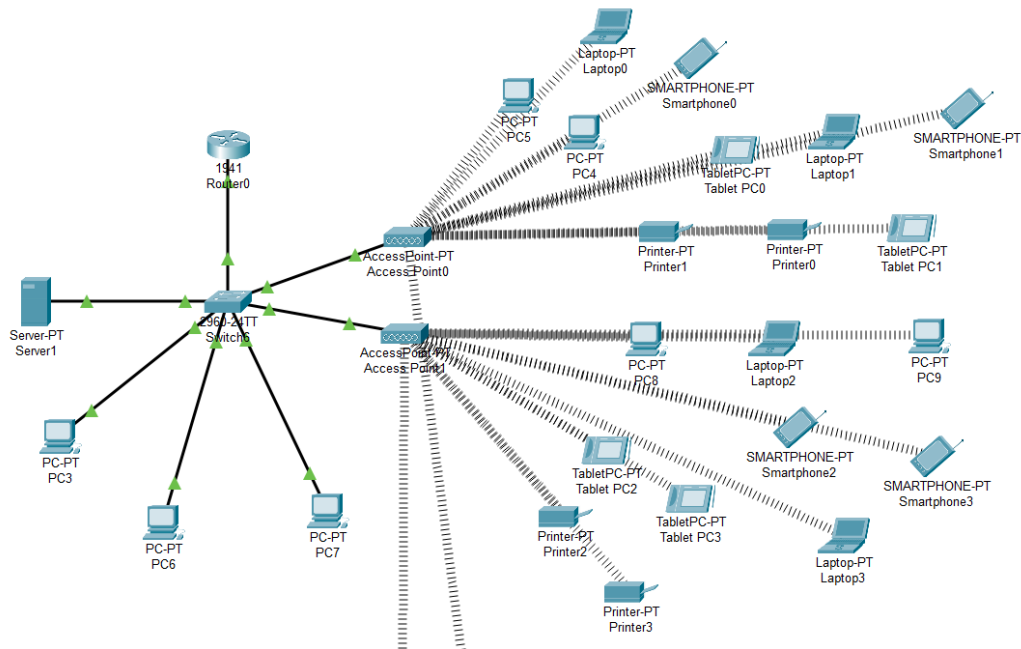 Laptop-PT
Laptop0
SMARTPHONE-PT
Smartphone0
PC-PT
PC5
SMARTPHONE-PT
Smartphone1
PC-PT
PC4
Laptop-PT
Laptop1
TabletPC-PT
Tablet PC0
1941
Router0
AccessPoint-PT
Access Point0
Printer-PT
Printer1
Printer-PT
Printer0
TabletPC-PT
Tablet PC1
Server-PT
Server1
2960-24TT
Switch6
AccessPoint-PT
Access Point1
PC-PT
PC8
Laptop-PT
Laptop2
PC-PT
PC9
PC-PT
PC3
SMARTPHONE-PT
Smartphone2
SMARTPHONE-PT
Smartphone3
TabletPC-PT
Tablet PC2
TabletPC-PT
Tablet PC3
PC-PT
PC6
PC-PT
PC7
Printer-PT
Printer2
Laptop-PT
Laptop3
Printer-PT
Printer3